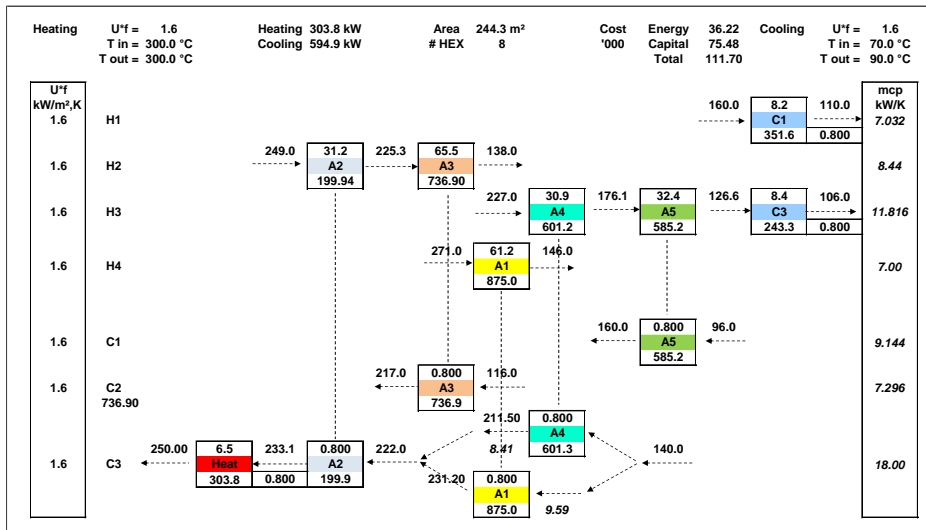 Heating U*f = 1.6 Heating 303.8 kW Area 244.3 m² Cost Energy 36.22 Cooling U*f = 1.6
T in = 300.0 °C Cooling 594.9 kW # HEX 8 '000 Capital 75.48 T in = 70.0 °C
T out = 300.0 °C Total 111.70 T out = 90.0 °C
U*f mcp
kW/m²,K kW/K
160.0 8.2 110.0
1.6 H1 C1 7.032
351.6 0.800
249.0 31.2 225.3 65.5 138.0
1.6 H2 A2 A3 8.44
199.94 736.90
227.0 30.9 176.1 32.4 126.6 8.4 106.0
1.6 H3 A4 A5 C3 11.816
601.2 585.2 243.3 0.800
271.0 61.2 146.0
1.6 H4 A1 7.00
875.0
160.0 0.800 96.0
1.6 C1 A5 9.144
585.2
217.0 0.800 116.0
1.6 C2 A3 7.296
736.90 736.9
211.50 0.800
A4
250.00 6.5 233.1 0.800 222.0 8.41 601.3 140.0
1.6 C3 Heat A2 18.00
303.8 0.800 199.9 231.20 0.800
A1
875.0 9.59